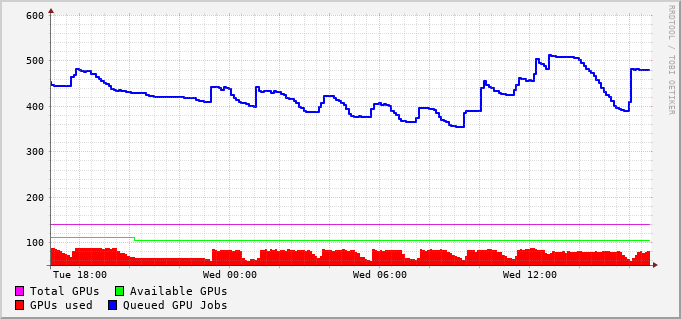 600
500
400
300
200
100
Tue 18:00 Wed 00:00 Wed 06:00 Wed 12:00
Total GPUs Available GPUs
GPUs used Queued GPU Jobs
RRDTOOL / TOBI OETIKER